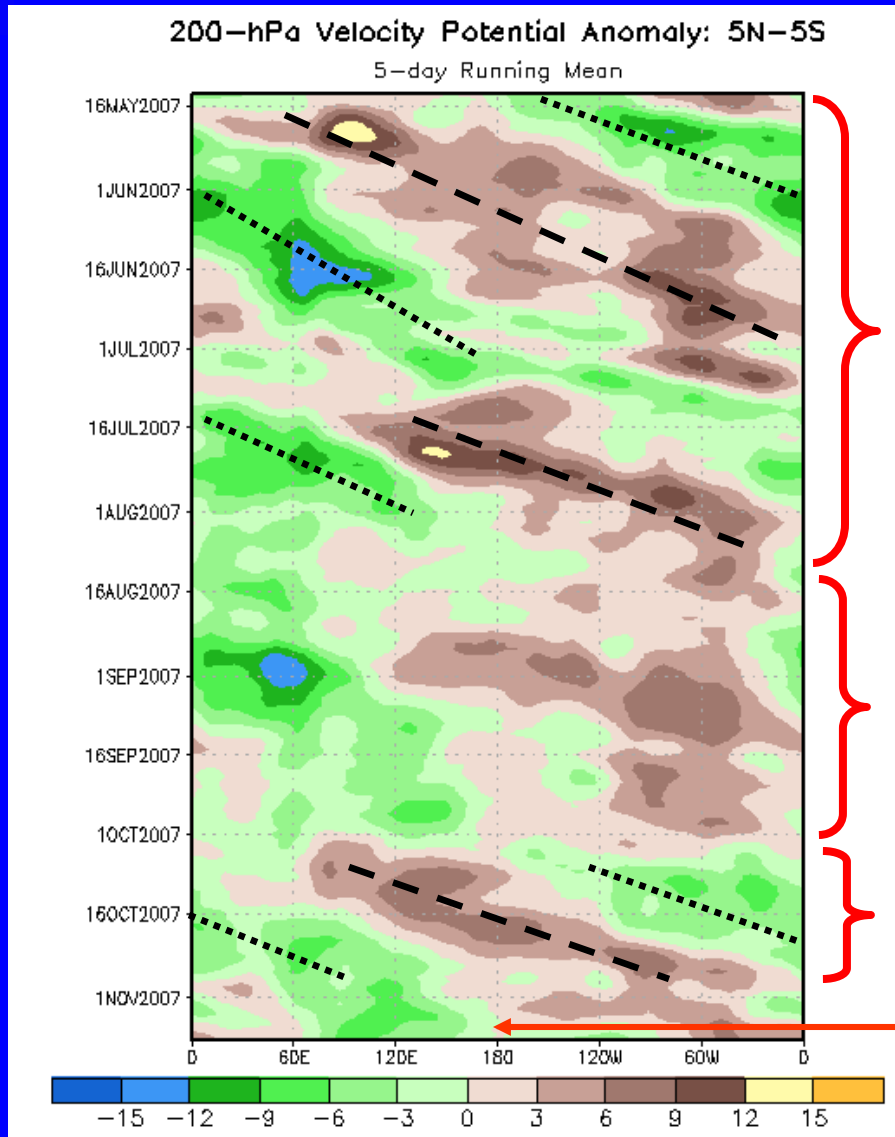 200-hPa Velocity Potential Anomaly: 5N-5S
5-day Running Mean
16MAY2007
1JUN2007
16JUN2007
1JUL2007
16JUL2007
1AUG2007
16AUG2007
1SEP2007
16SEP2007
1OCT2007
16OCT2007
1NOV2007
0 60E 120E 180 120W 60W 0
-15 -12 -9 -6 -3 0 3 6 9 12 15